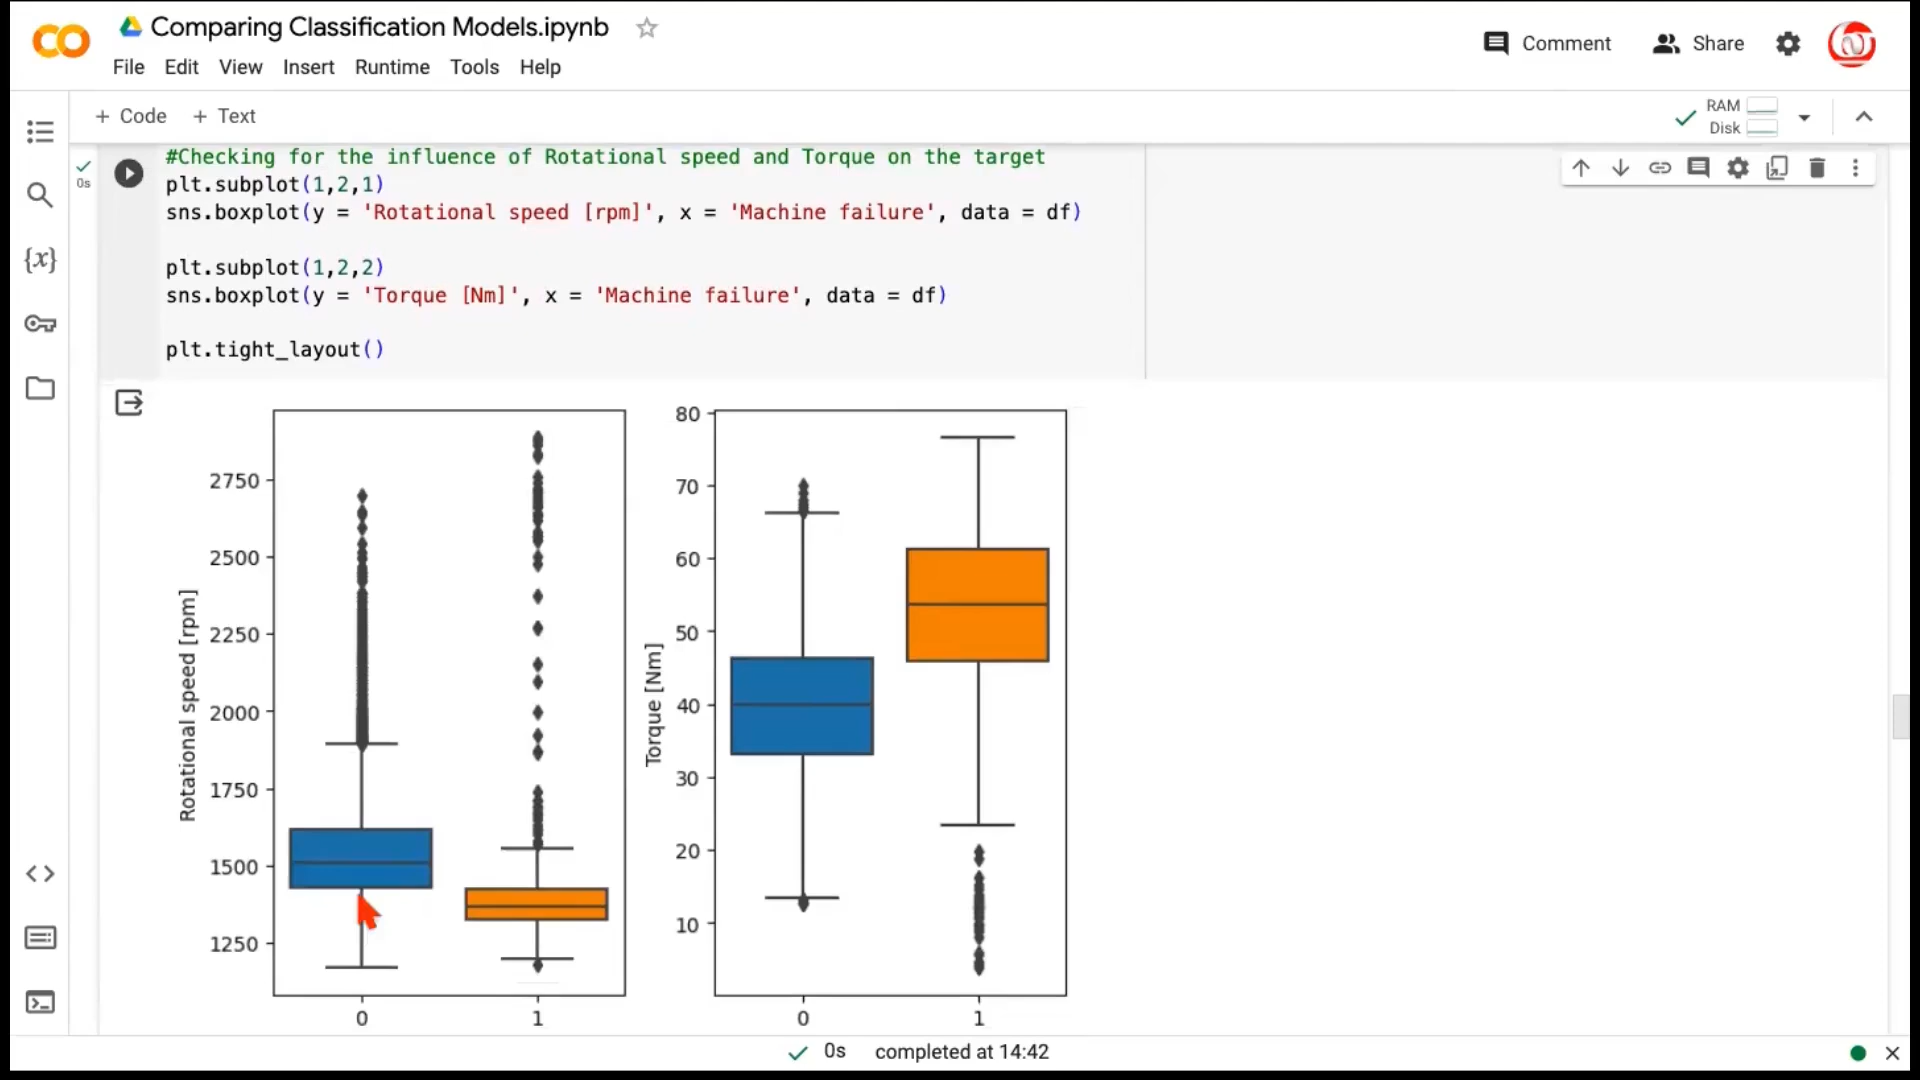 Comparing Classification Models.ipynb
File Edit View Insert Runtime Tools Help
Comment Share
+ Code + Text
RAM
Disk
0s
#Checking for the influence of Rotational speed and Torque on the target
plt.subplot(1,2,1)
sns.boxplot(y = 'Rotational speed [rpm]', x = 'Machine failure', data = df)
plt.subplot(1,2,2)
sns.boxplot(y = 'Torque [Nm]', x = 'Machine failure', data = df)
plt.tight_layout()
Rotational speed [rpm]
2750
2500
2250
2000
1750
1500
1250
0 1
Torque [Nm]
80
70
60
50
40
30
20
10
0 1
0s completed at 14:42